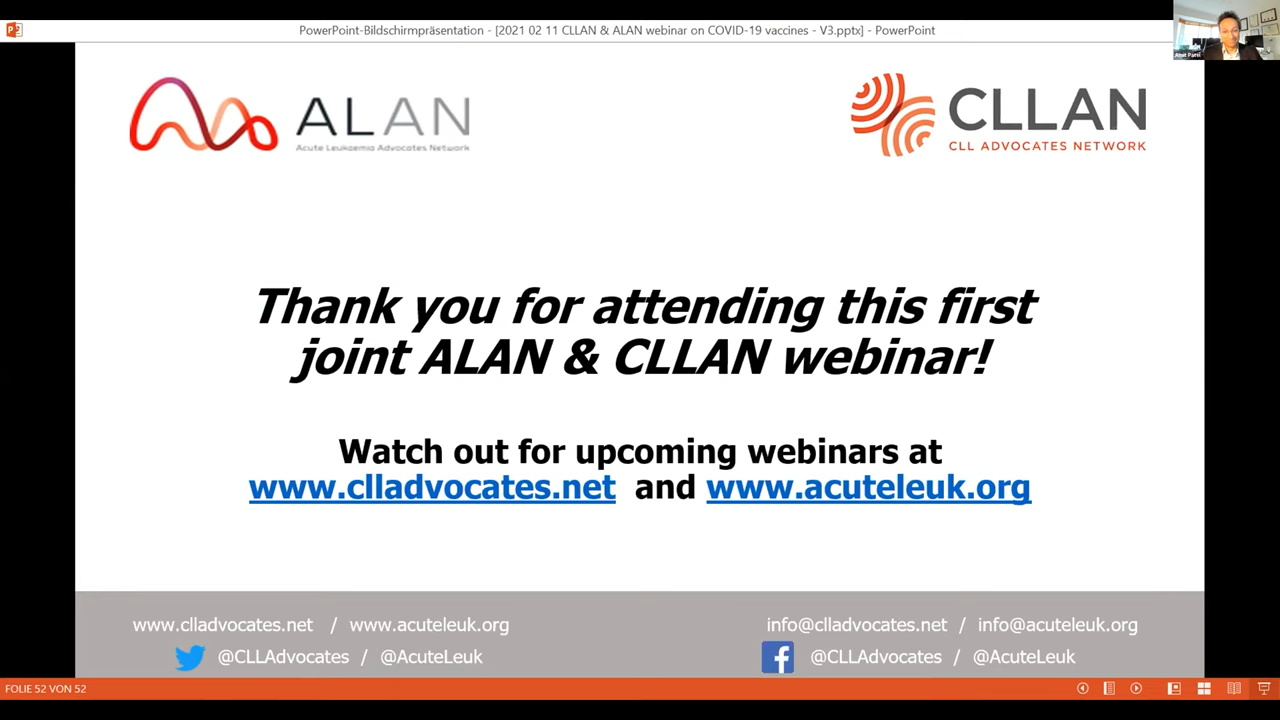 PowerPoint-Bildschirmpräsentation - [2021 02 11 CLLAN & ALAN webinar on COVID-19 vaccines - V3.pptx] - PowerPoint
Amit Patel
ALAN
Acute Leukaemia Advocates Network
CLLAN
CLL ADVOCATES NETWORK
Thank you for attending this first
joint ALAN & CLLAN webinar!
Watch out for upcoming webinars at
www.clladvocates.net and www.acuteleuk.org
www.clladvocates.net / www.acuteleuk.org
info@clladvocates.net / info@acuteleuk.org
@CLLAdvocates / @AcuteLeuk
@CLLAdvocates / @AcuteLeuk
FOLIE 52 VON 52